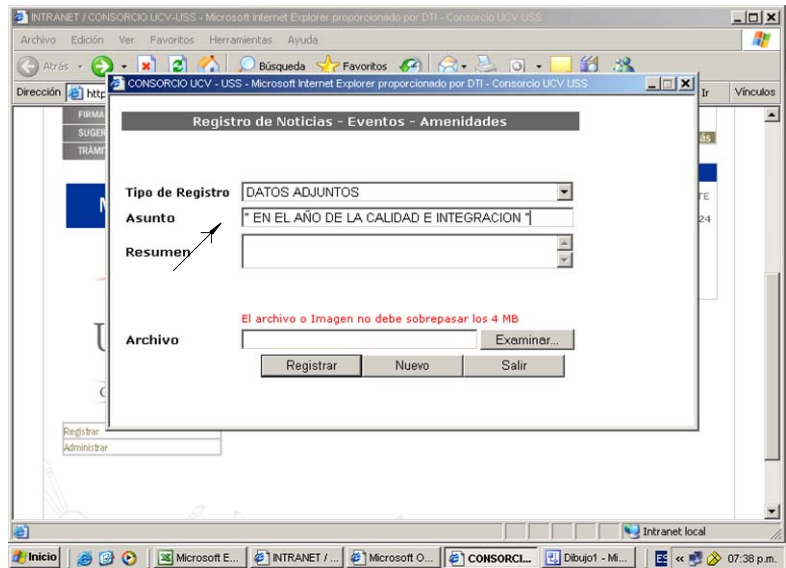 INTRANET / CONSORCIO UCV-USS - Microsoft Internet Explorer proporcionado por DTI - Consorcio UCV USS
Archivo Edición Ver Favoritos Herramientas Ayuda
Atrás Búsqueda Favoritos
Dirección http Ir Vínculos
CONSORCIO UCV - USS - Microsoft Internet Explorer proporcionado por DTI - Consorcio UCV USS
FIRMA
SUGER
TRÁMIT
ás
Registro de Noticias - Eventos - Amenidades
Tipo de Registro DATOS ADJUNTOS
TE
Asunto " EN EL AÑO DE LA CALIDAD E INTEGRACION "
24
Resumen
El archivo o Imagen no debe sobrepasar los 4 MB
Archivo Examinar...
Registrar Nuevo Salir
Registrar
Administrar
Intranet local
Inicio Microsoft E... INTRANET / ... Microsoft O... CONSORCI... Dibujo1 - Mi... ES « 07:38 p.m.